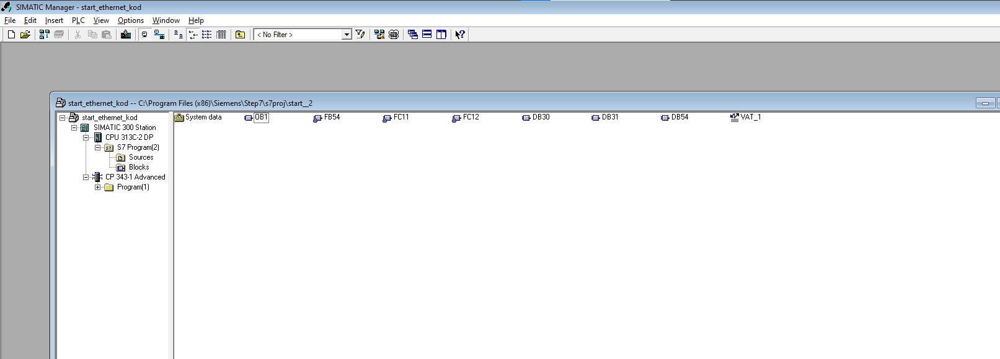 SIMATIC Manager - start_ethernet_kod
File Edit Insert PLC View Options Window Help
< No Filter >
start_ethernet_kod -- C:\Program Files (x86)\Siemens\Step7\s7proj\start__2
start_ethernet_kod
SIMATIC 300 Station
CPU 313C-2 DP
S7 Program(2)
Sources
Blocks
CP 343-1 Advanced
Program(1)
System data OB1 FB54 FC11 FC12 DB30 DB31 DB54 VAT_1